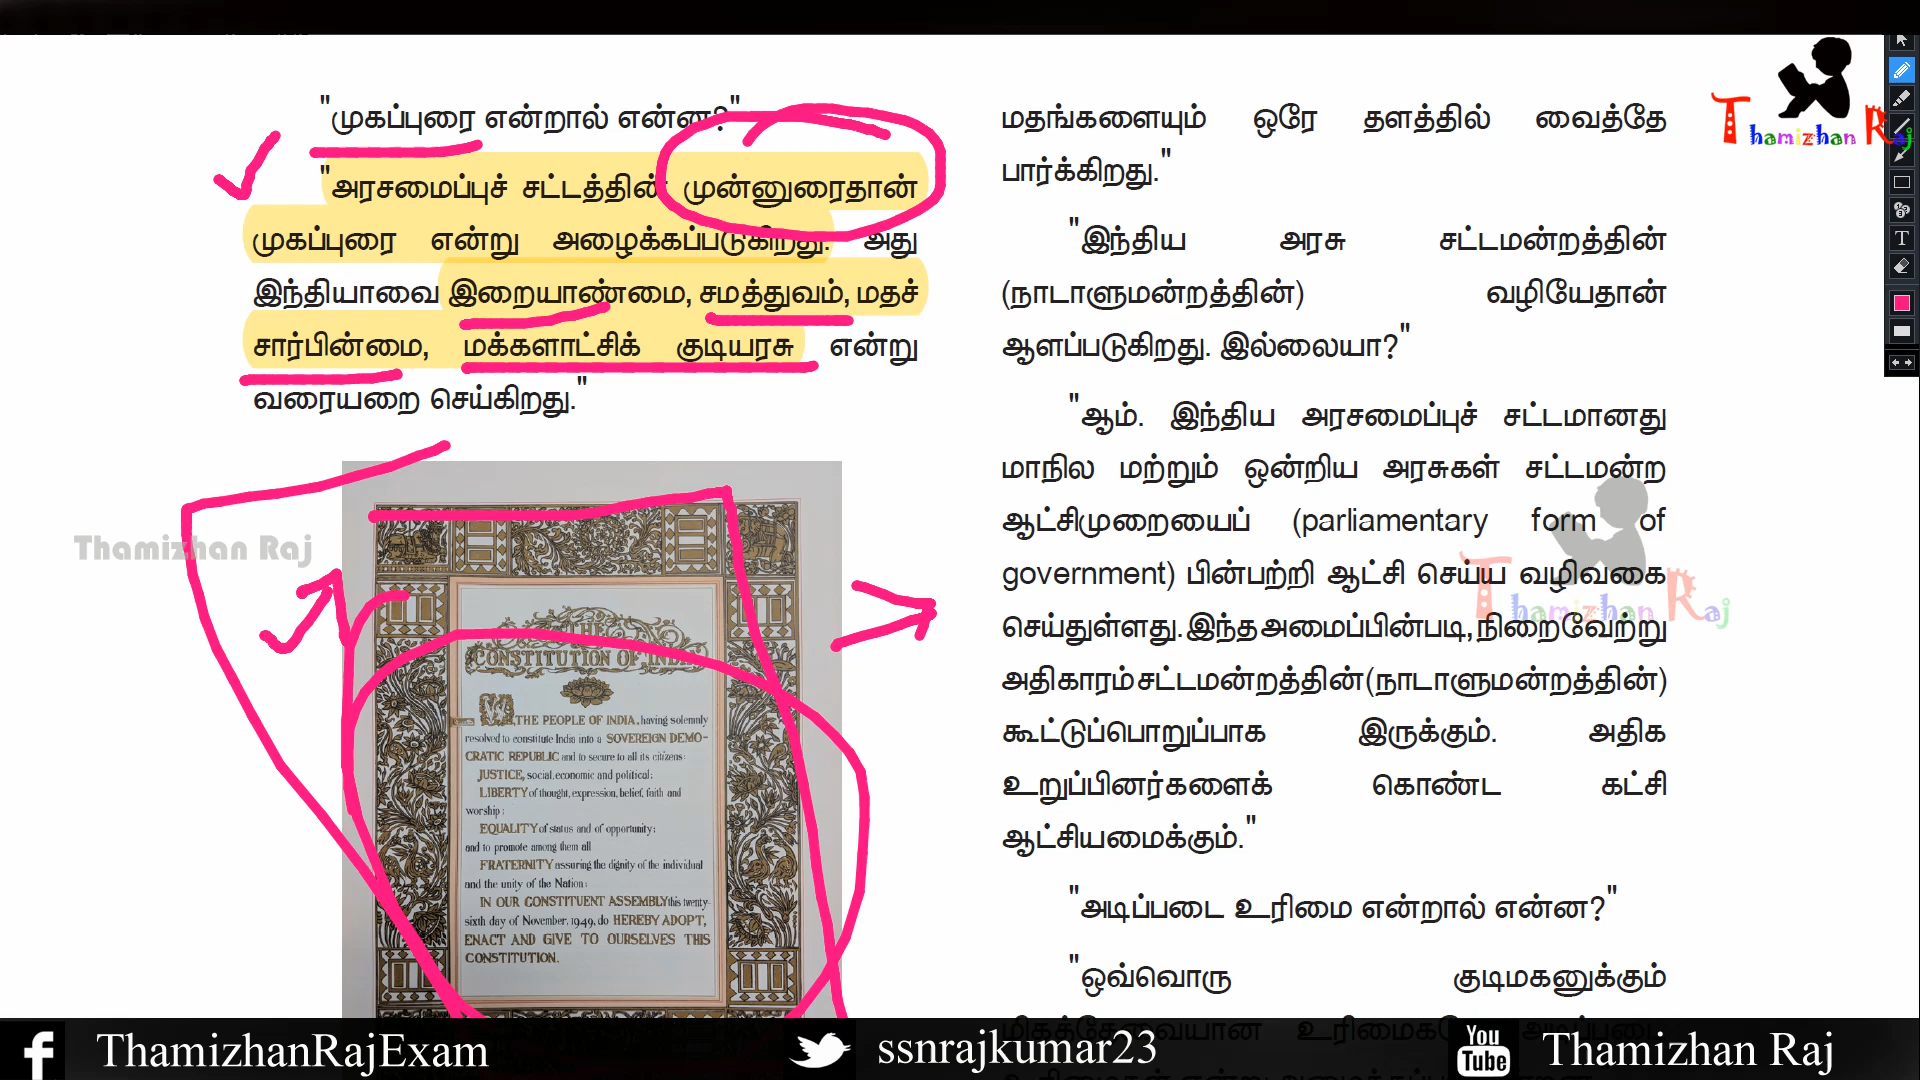 "முகப்புரை என்றால் என்ன?"
"அரசமைப்புச் சட்டத்தின் முன்னுரைதான்
முகப்புரை என்று அழைக்கப்படுகிறது. அது
இந்தியாவை இறையாண்மை, சமத்துவம், மதச்
சார்பின்மை, மக்களாட்சிக் குடியரசு என்று
வரையறை செய்கிறது."
THE
CONSTITUTION OF INDIA
WE, THE PEOPLE OF INDIA, having solemnly
resolved to constitute India into a SOVEREIGN DEMO-
CRATIC REPUBLIC and to secure to all its citizens:
JUSTICE, social, economic and political;
LIBERTY of thought, expression, belief, faith and
worship;
EQUALITY of status and of opportunity;
and to promote among them all
FRATERNITY assuring the dignity of the individual
and the unity of the Nation;
IN OUR CONSTITUENT ASSEMBLY this twenty-
sixth day of November, 1949, do HEREBY ADOPT,
ENACT AND GIVE TO OURSELVES THIS
CONSTITUTION.
மதங்களையும் ஒரே தளத்தில் வைத்தே
பார்க்கிறது."
"இந்திய அரசு சட்டமன்றத்தின்
(நாடாளுமன்றத்தின்) வழியேதான்
ஆளப்படுகிறது. இல்லையா?"
"ஆம். இந்திய அரசமைப்புச் சட்டமானது
மாநில மற்றும் ஒன்றிய அரசுகள் சட்டமன்ற
ஆட்சிமுறையைப் (parliamentary form of
government) பின்பற்றி ஆட்சி செய்ய வழிவகை
செய்துள்ளது. இந்த அமைப்பின்படி, நிறைவேற்று
அதிகாரம் சட்டமன்றத்தின் (நாடாளுமன்றத்தின்)
கூட்டுப்பொறுப்பாக இருக்கும். அதிக
உறுப்பினர்களைக் கொண்ட கட்சி
ஆட்சியமைக்கும்."
"அடிப்படை உரிமை என்றால் என்ன?"
"ஒவ்வொரு குடிமகனுக்கும்
Thamizhan Raj
Thamizhan Raj
Thamizhan Raj
T
ThamizhanRajExam
ssnrajkumar23
You
Tube
Thamizhan Raj